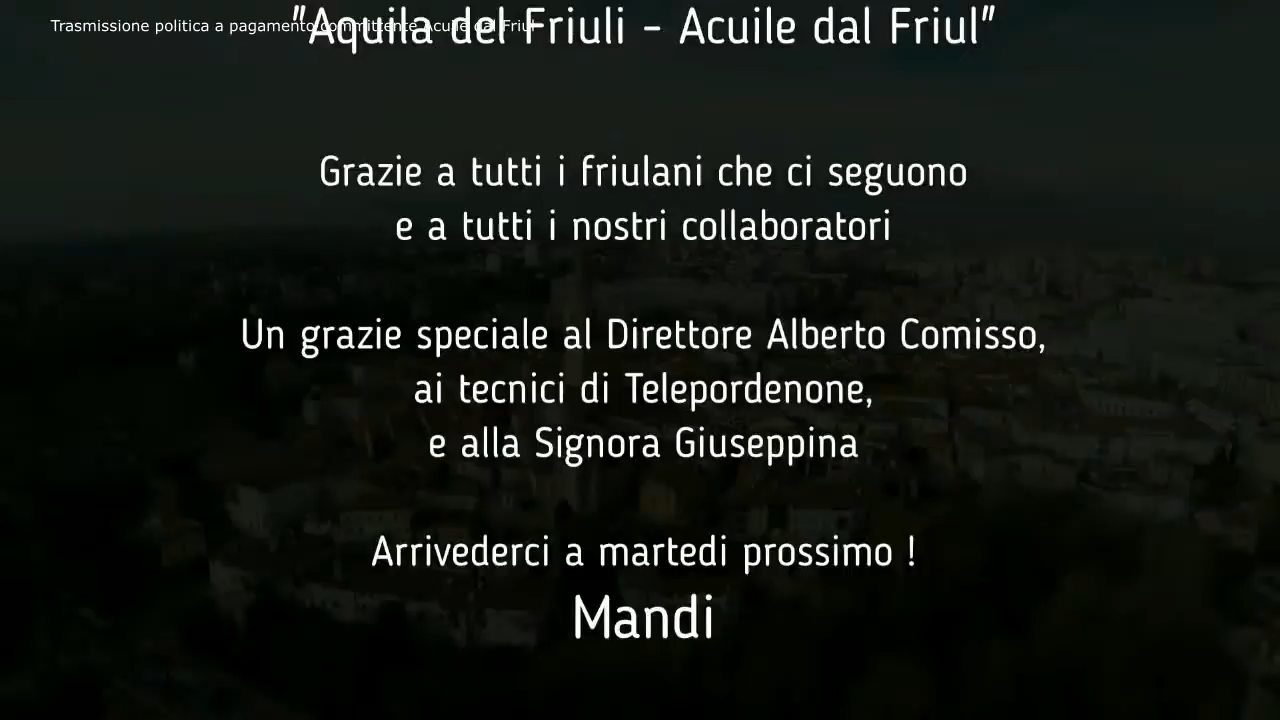 Trasmissione politica a pagamento committente Acuile dal Friul
"Aquila del Friuli - Acuile dal Friul"
Grazie a tutti i friulani che ci seguono
e a tutti i nostri collaboratori
Un grazie speciale al Direttore Alberto Comisso,
ai tecnici di Telepordenone,
e alla Signora Giuseppina
Arrivederci a martedi prossimo !
Mandi